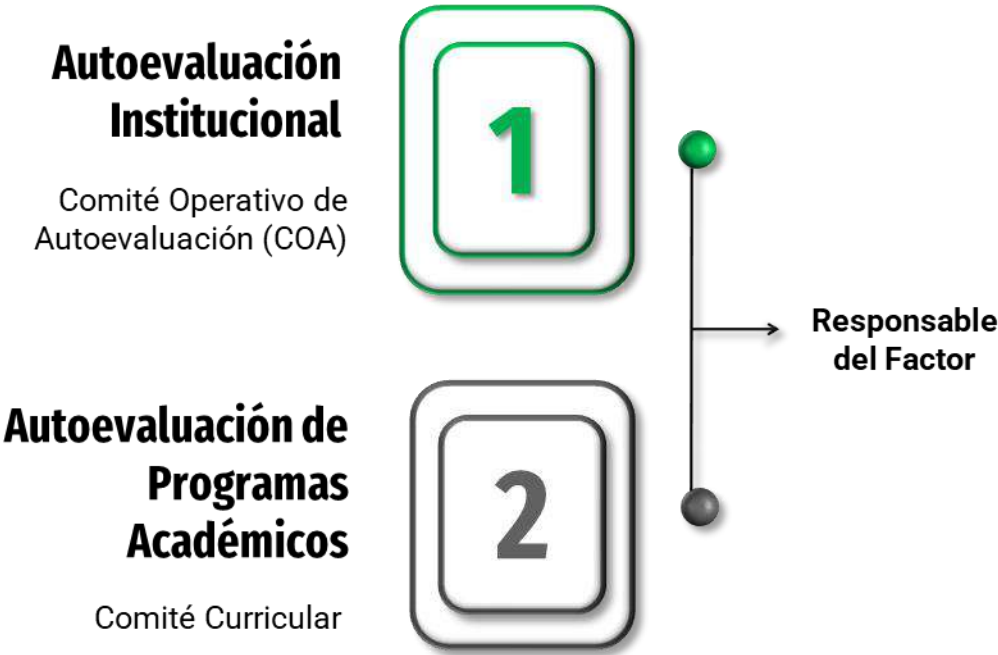 Autoevaluación
Institucional
Comité Operativo de
Autoevaluación (COA)
1
Responsable
del Factor
Autoevaluación de
Programas
Académicos
Comité Curricular
2